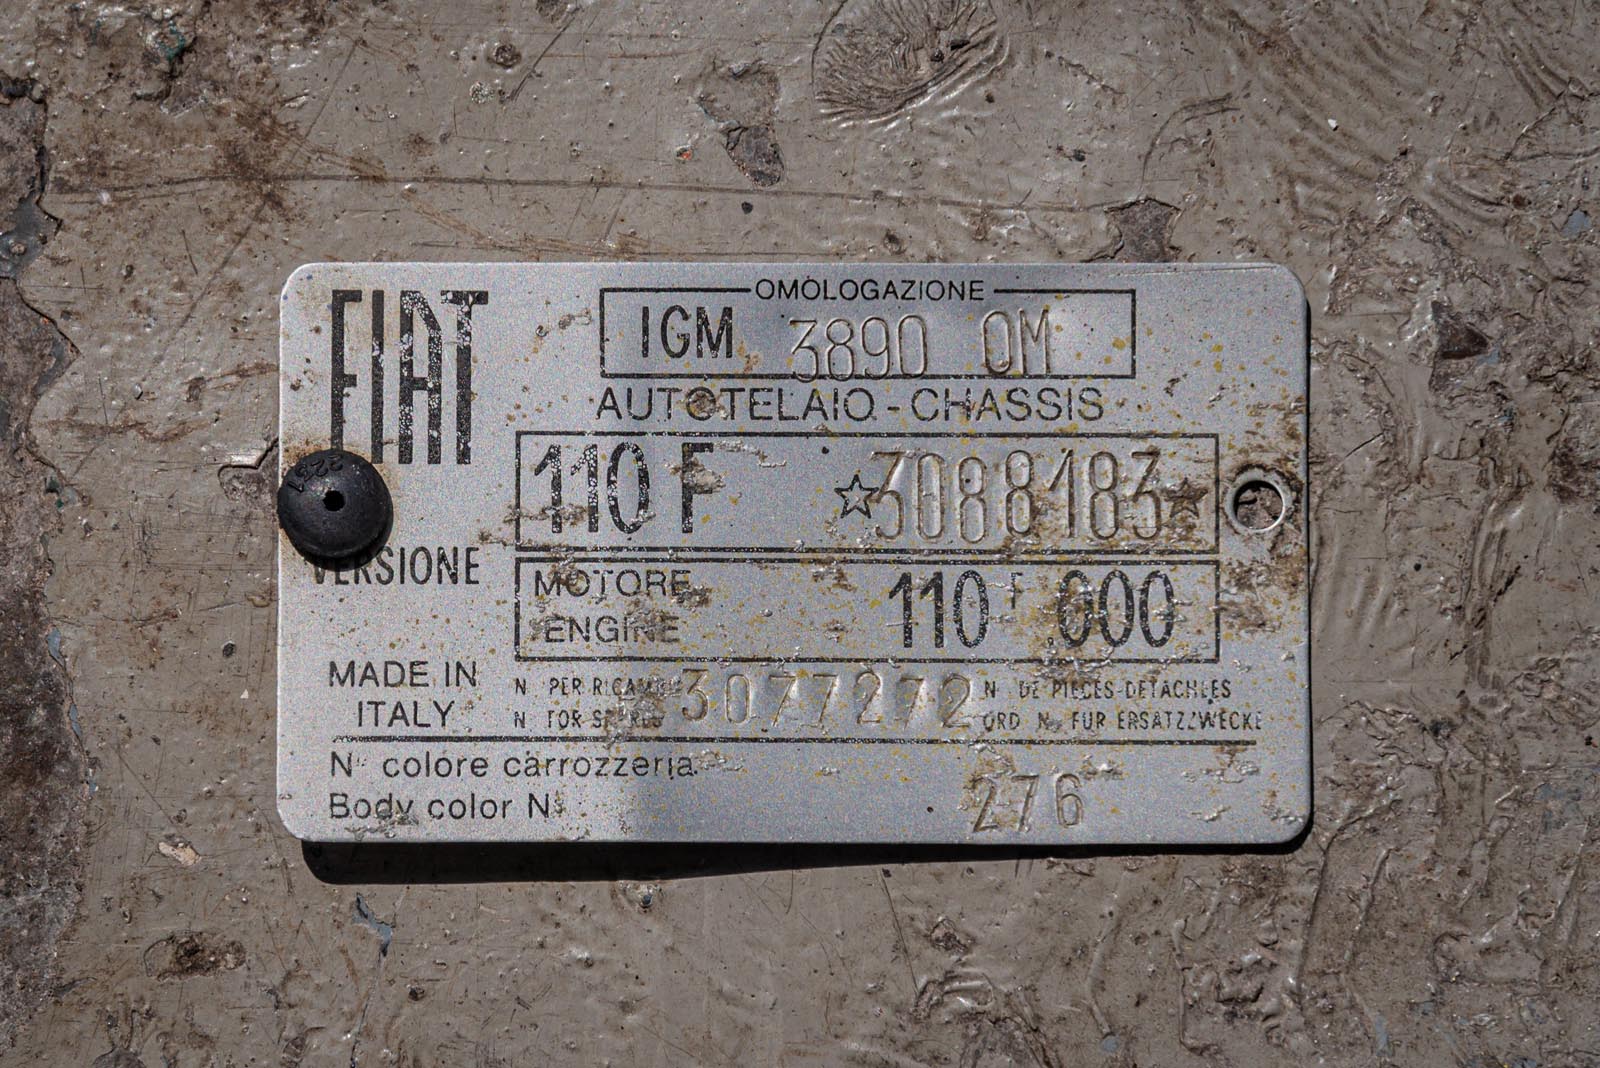 FIAT
OMOLOGAZIONE
IGM 3890 OM
AUTOTELAIO - CHASSIS
110 F ☆3088183☆
VERSIONE
MOTORE
ENGINE
110 F .000
MADE IN
ITALY
N PER RICAMBI
N FOR SPARES
3077272
N DE PIECES DETACHEES
ORD N FUR ERSATZZWECKE
N° colore carrozzeria
Body color N°
276